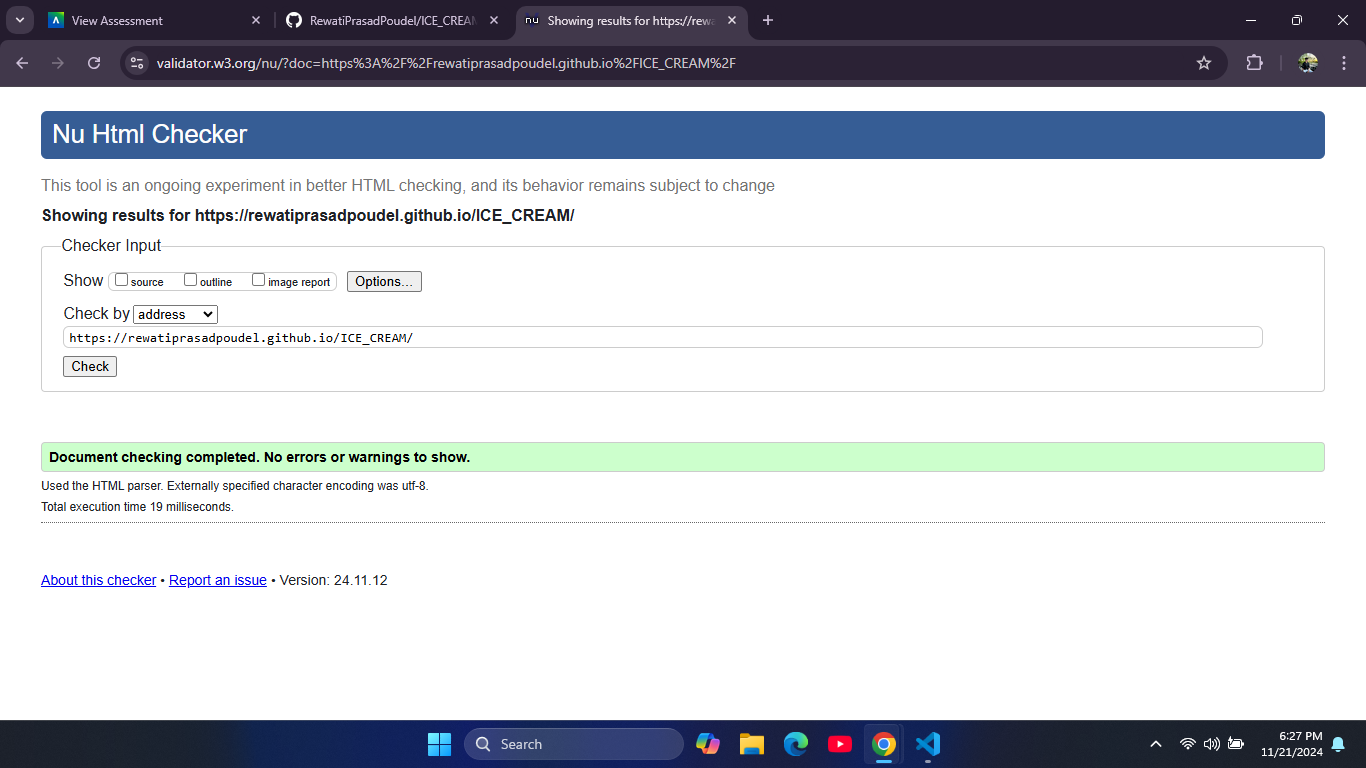 View Assessment
RewatiPrasadPoudel/ICE_CREAM
nu Showing results for https://rewa
validator.w3.org/nu/?doc=https%3A%2F%2Frewatiprasadpoudel.github.io%2FICE_CREAM%2F
Nu Html Checker
This tool is an ongoing experiment in better HTML checking, and its behavior remains subject to change
Showing results for https://rewatiprasadpoudel.github.io/ICE_CREAM/
Checker Input
Show source outline image report Options...
Check by address
https://rewatiprasadpoudel.github.io/ICE_CREAM/
Check
Document checking completed. No errors or warnings to show.
Used the HTML parser. Externally specified character encoding was utf-8.
Total execution time 19 milliseconds.
About this checker • Report an issue • Version: 24.11.12
Search
6:27 PM
11/21/2024